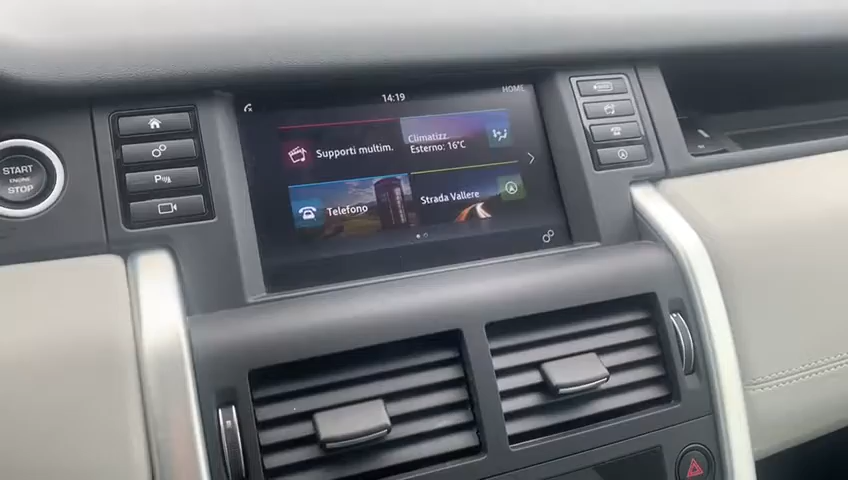 14:19
HOME
START
ENGINE
STOP
P
Supporti multim.
Climatizz.
Esterno: 16°C
Telefono
Strada Vallere